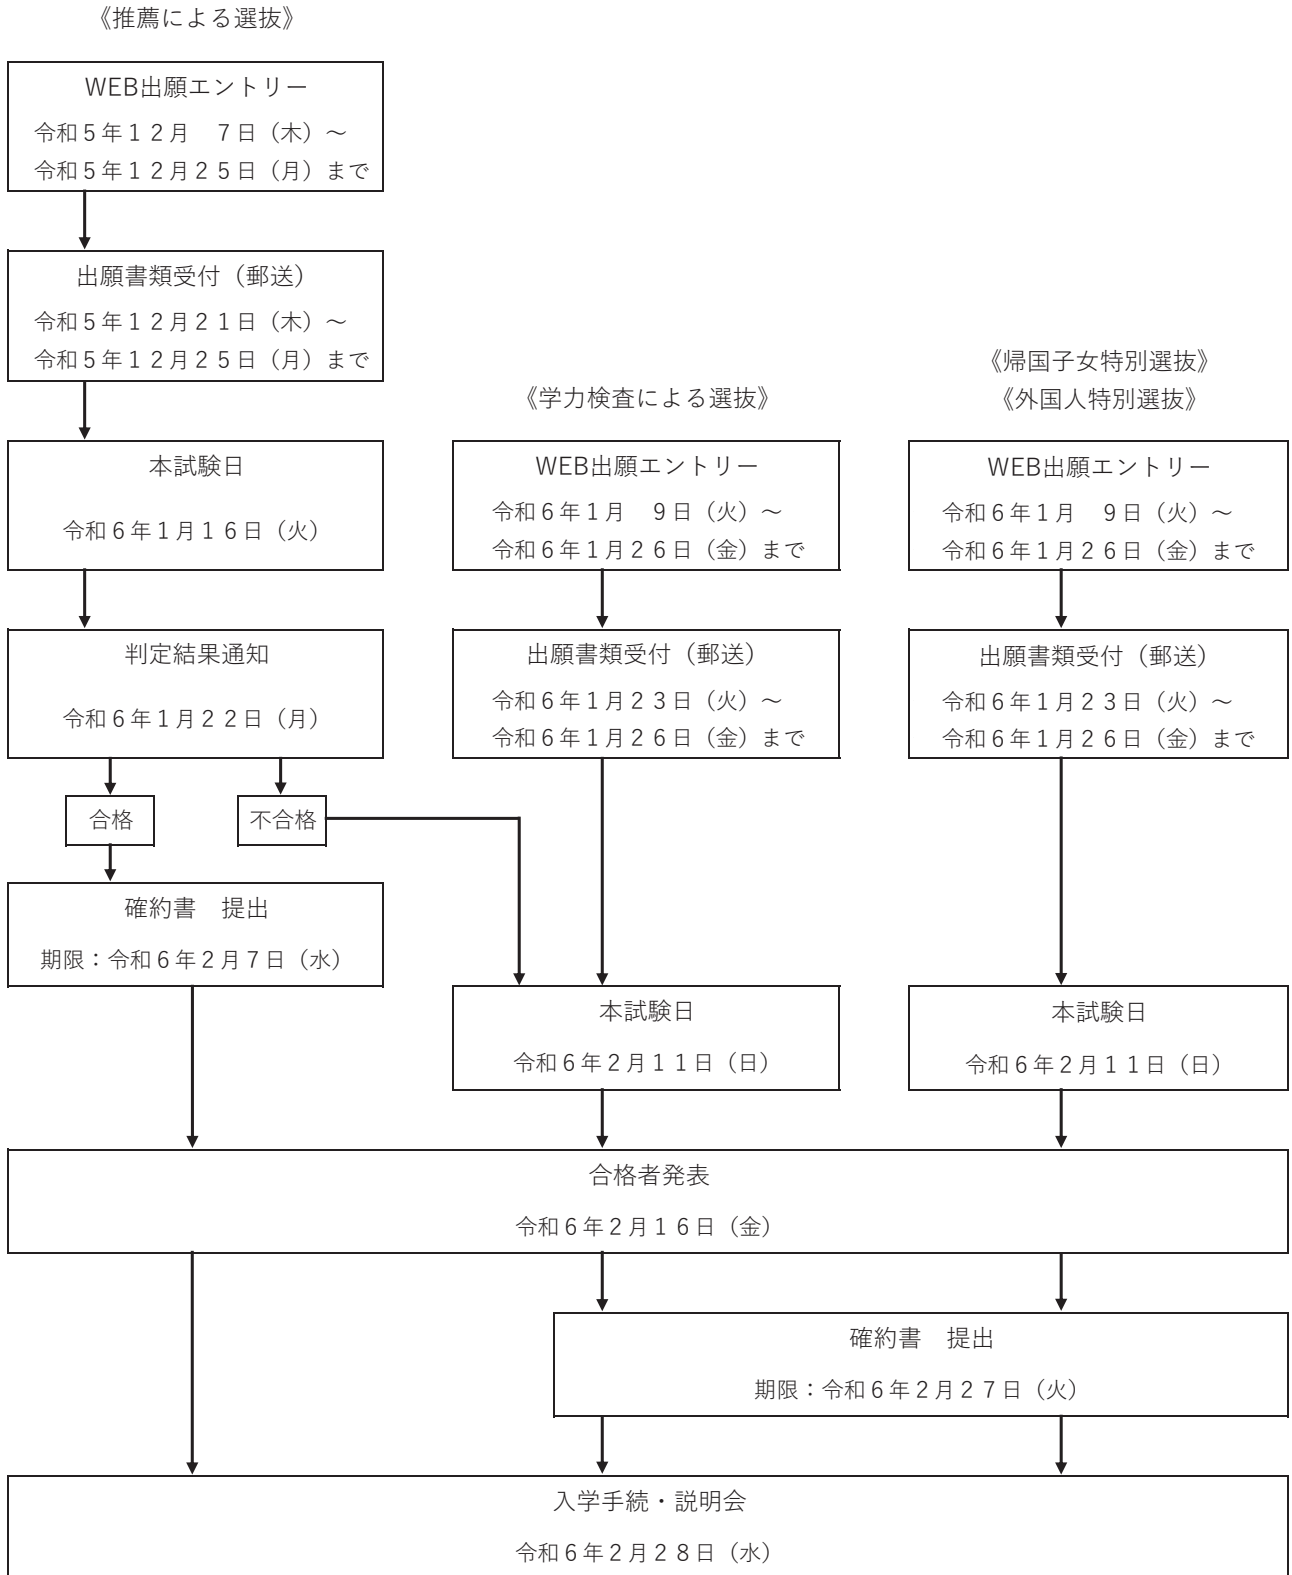 《推薦による選抜》
WEB出願エントリー
令和５年１２月　７日（木）～
令和５年１２月２５日（月）まで
出願書類受付（郵送）
令和５年１２月２１日（木）～
令和５年１２月２５日（月）まで
本試験日
令和６年１月１６日（火）
判定結果通知
令和６年１月２２日（月）
合格
不合格
確約書　提出
期限：令和６年２月７日（水）
《学力検査による選抜》
WEB出願エントリー
令和６年１月　９日（火）～
令和６年１月２６日（金）まで
出願書類受付（郵送）
令和６年１月２３日（火）～
令和６年１月２６日（金）まで
本試験日
令和６年２月１１日（日）
《帰国子女特別選抜》
《外国人特別選抜》
WEB出願エントリー
令和６年１月　９日（火）～
令和６年１月２６日（金）まで
出願書類受付（郵送）
令和６年１月２３日（火）～
令和６年１月２６日（金）まで
本試験日
令和６年２月１１日（日）
合格者発表
令和６年２月１６日（金）
確約書　提出
期限：令和６年２月２７日（火）
入学手続・説明会
令和６年２月２８日（水）